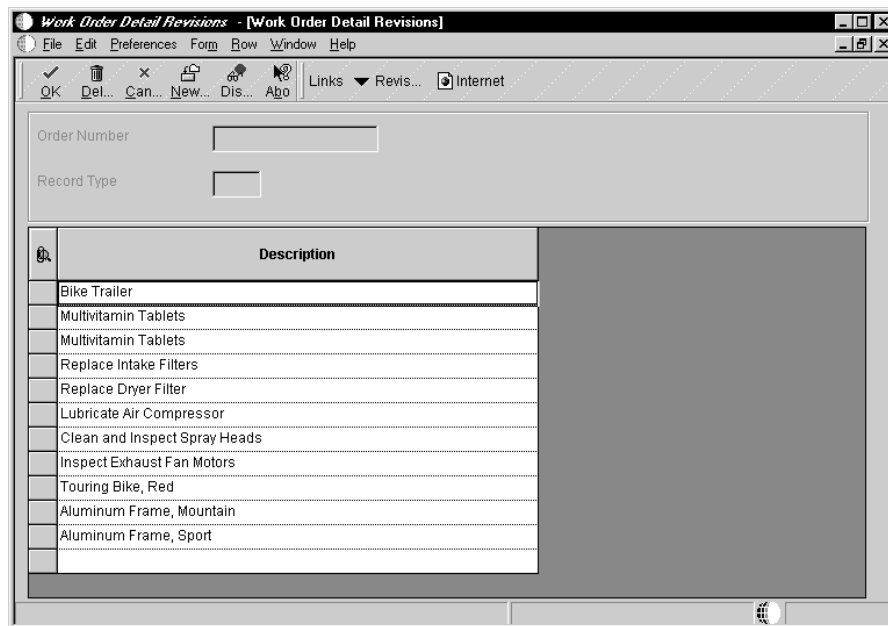 Work Order Detail Revisions - [Work Order Detail Revisions]
File Edit Preferences Form Row Window Help
OK Del... Can... New... Dis... Abo Links Revis... Internet
Order Number
Record Type
Description
Bike Trailer
Multivitamin Tablets
Multivitamin Tablets
Replace Intake Filters
Replace Dryer Filter
Lubricate Air Compressor
Clean and Inspect Spray Heads
Inspect Exhaust Fan Motors
Touring Bike, Red
Aluminum Frame, Mountain
Aluminum Frame, Sport